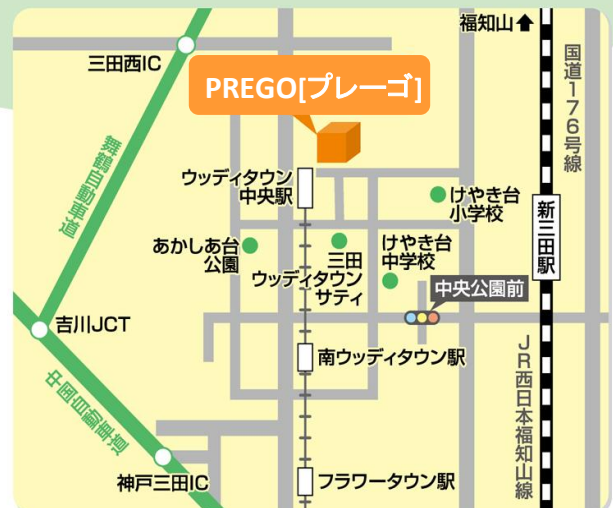 福知山
三田西IC
国道176号線
PREGO[プレーゴ]
舞鶴自動車道
ウッディタウン
中央駅
けやき台
小学校
新三田駅
あかしあ台
公園
三田
ウッディタウン
サティ
けやき台
中学校
中央公園前
吉川JCT
南ウッディタウン駅
JR西日本福知山線
中国自動車道
神戸三田IC
フラワータウン駅